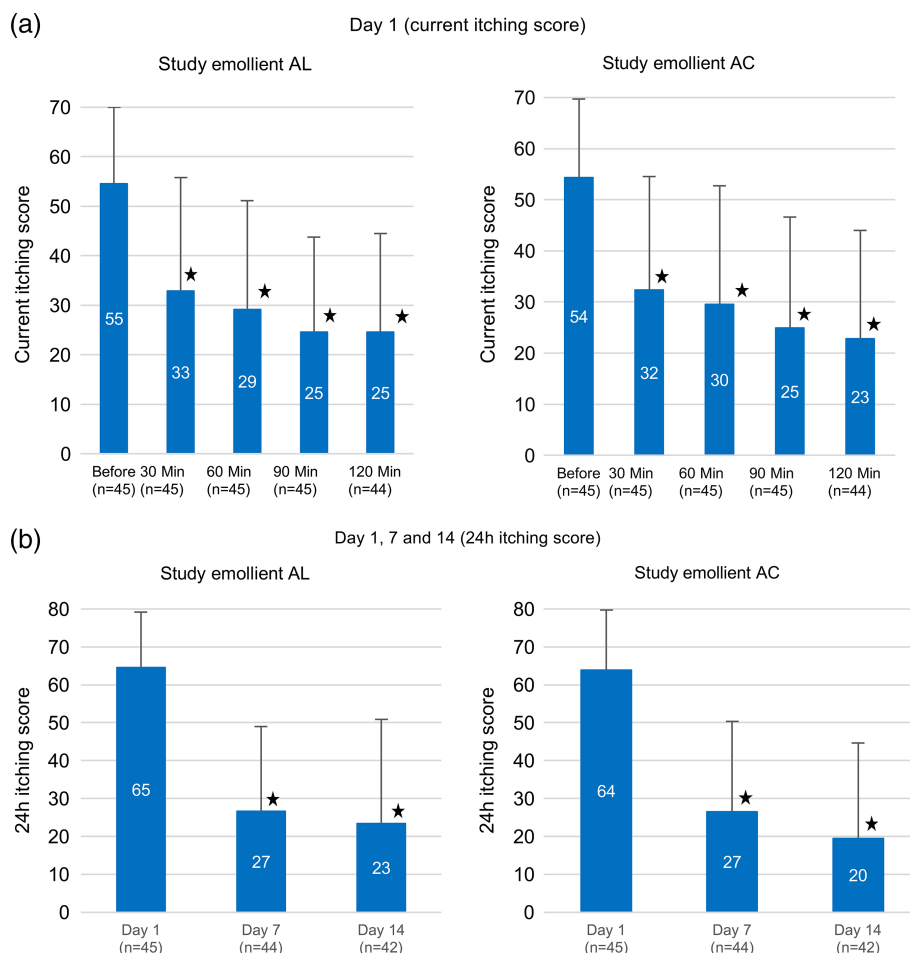 (a)
Day 1 (current itching score)
Study emollient AL
Current itching score
70
60
50
40
30
20
10
0
55
33
29
25
25
Before 30 Min 60 Min 90 Min 120 Min
(n=45) (n=45) (n=45) (n=45) (n=44)
Study emollient AC
Current itching score
70
60
50
40
30
20
10
0
54
32
30
25
23
Before 30 Min 60 Min 90 Min 120 Min
(n=45) (n=45) (n=45) (n=45) (n=44)
(b)
Day 1, 7 and 14 (24h itching score)
Study emollient AL
24h itching score
80
70
60
50
40
30
20
10
0
65
27
23
Day 1 Day 7 Day 14
(n=45) (n=44) (n=42)
Study emollient AC
24h itching score
80
70
60
50
40
30
20
10
0
64
27
20
Day 1 Day 7 Day 14
(n=45) (n=44) (n=42)